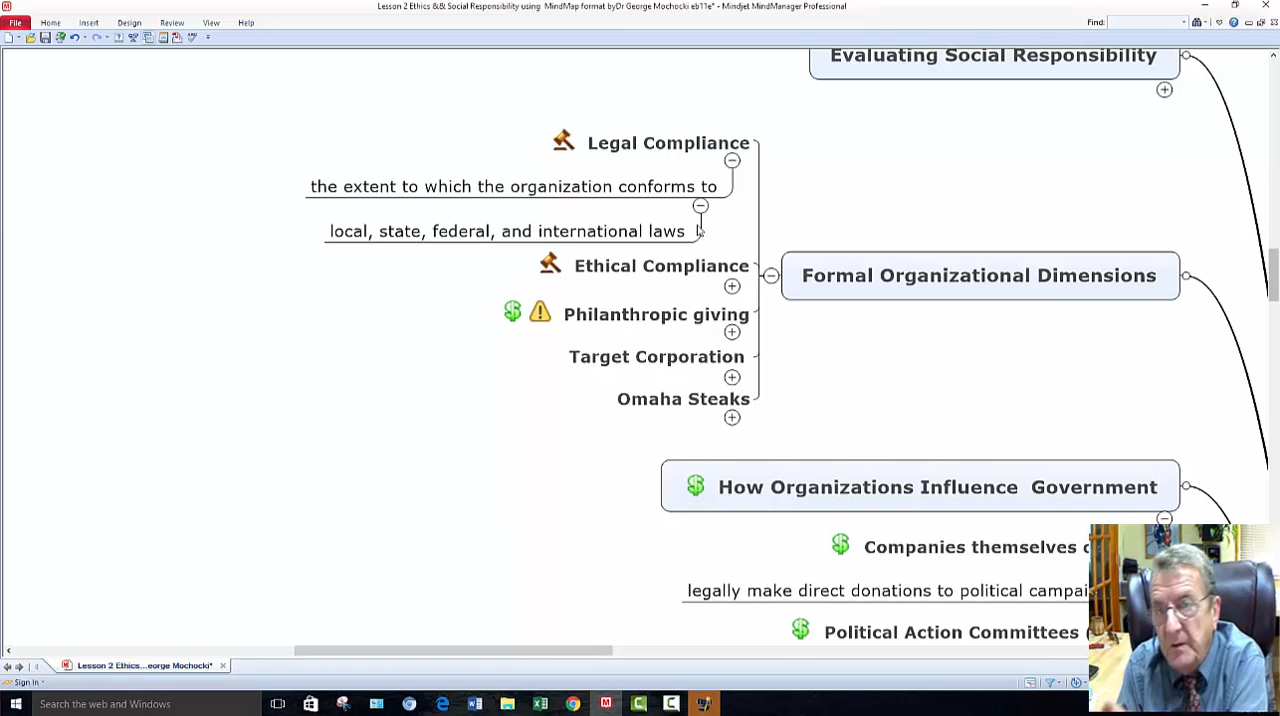 Lesson 2 Ethics && Social Responsibility using MindMap format byDr George Mochocki eb11e* - Mindjet MindManager Professional
File Home Insert Design Review View Help Find:
Evaluating Social Responsibility
Legal Compliance
the extent to which the organization conforms to
local, state, federal, and international laws
Ethical Compliance
Formal Organizational Dimensions
Philanthropic giving
Target Corporation
Omaha Steaks
How Organizations Influence Government
Companies themselves c
legally make direct donations to political campai
Political Action Committees (
Lesson 2 Ethics...eorge Mochocki*
Sign In
Search the web and Windows